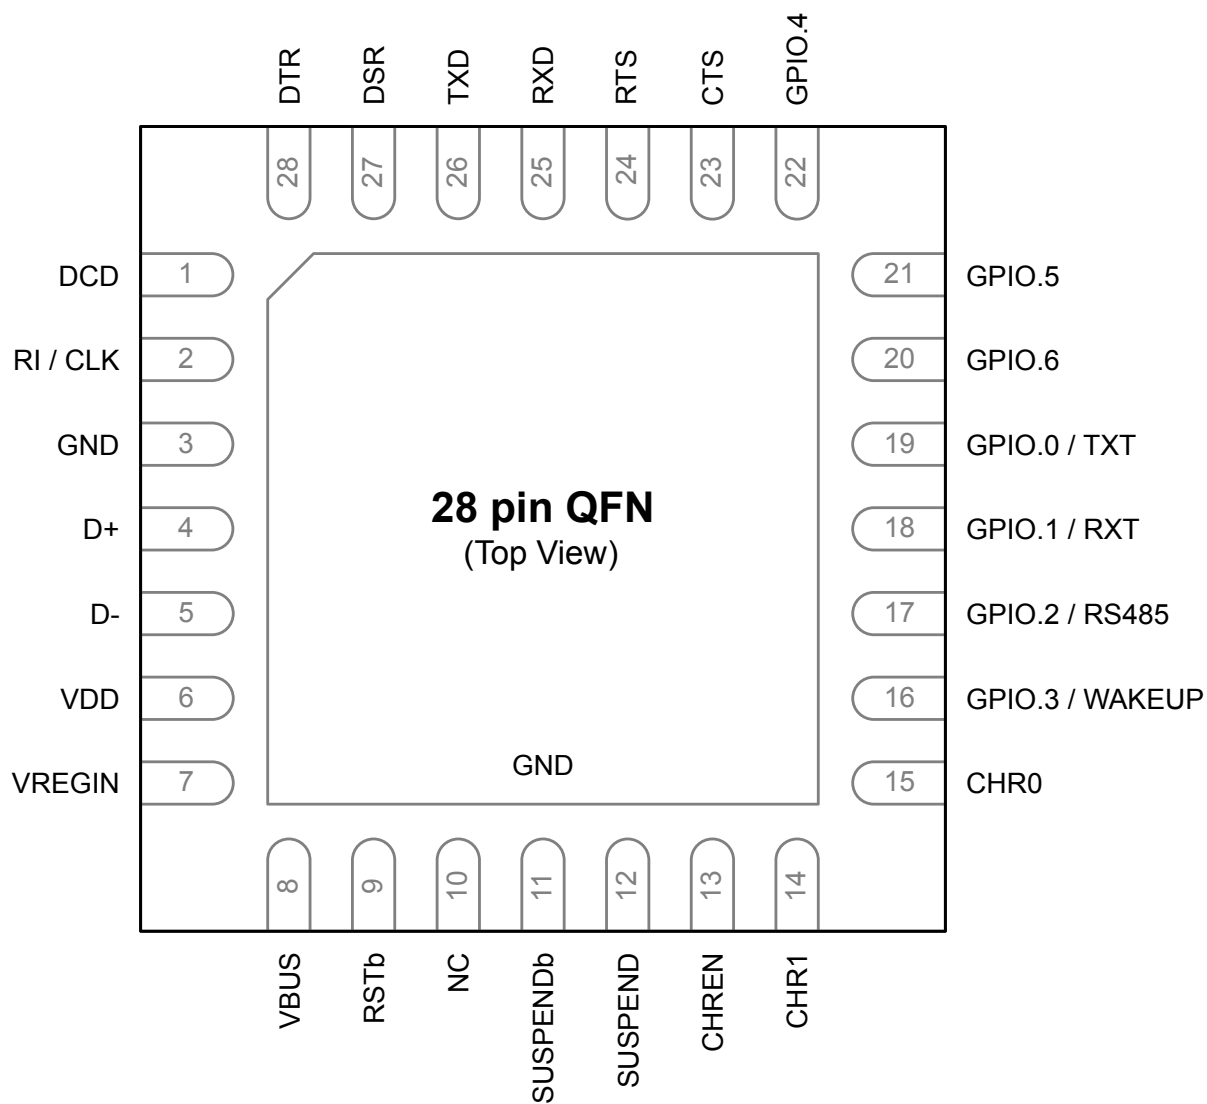 DTR
DSR
TXD
RXD
RTS
CTS
GPIO.4
28
27
26
25
24
23
22
DCD
1
21
GPIO.5
RI / CLK
2
20
GPIO.6
GND
3
19
GPIO.0 / TXT
D+
4
18
GPIO.1 / RXT
28 pin QFN
(Top View)
D-
5
17
GPIO.2 / RS485
VDD
6
16
GPIO.3 / WAKEUP
VREGIN
7
GND
15
CHR0
8
9
10
11
12
13
14
VBUS
RSTb
NC
SUSPENDb
SUSPEND
CHREN
CHR1